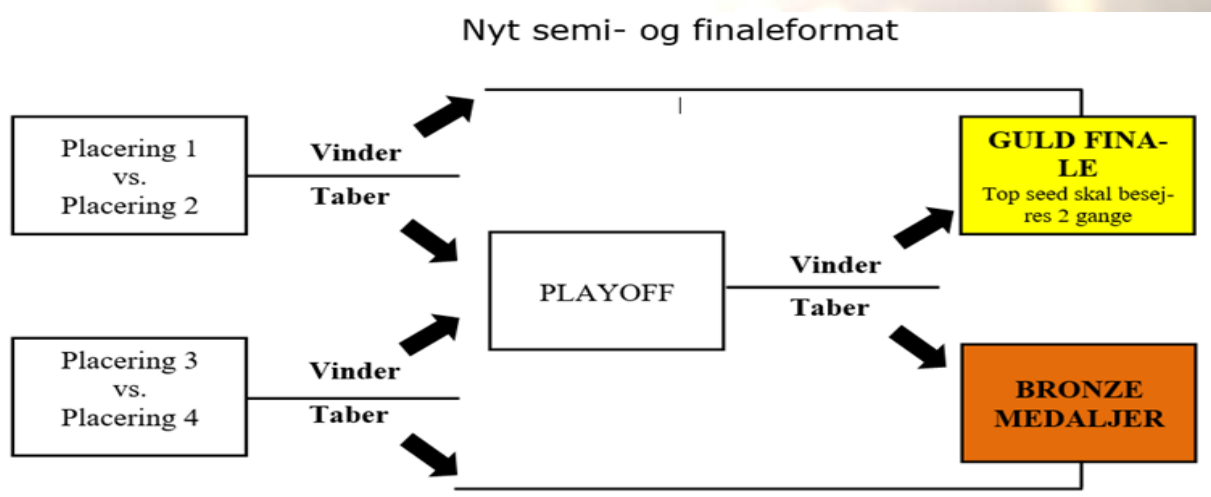 Nyt semi- og finaleformat
Placering 1
vs.
Placering 2
Vinder
Taber
GULD FINA-
LE
Top seed skal besej-
res 2 gange
PLAYOFF
Vinder
Taber
Placering 3
vs.
Placering 4
Vinder
Taber
BRONZE
MEDALJER